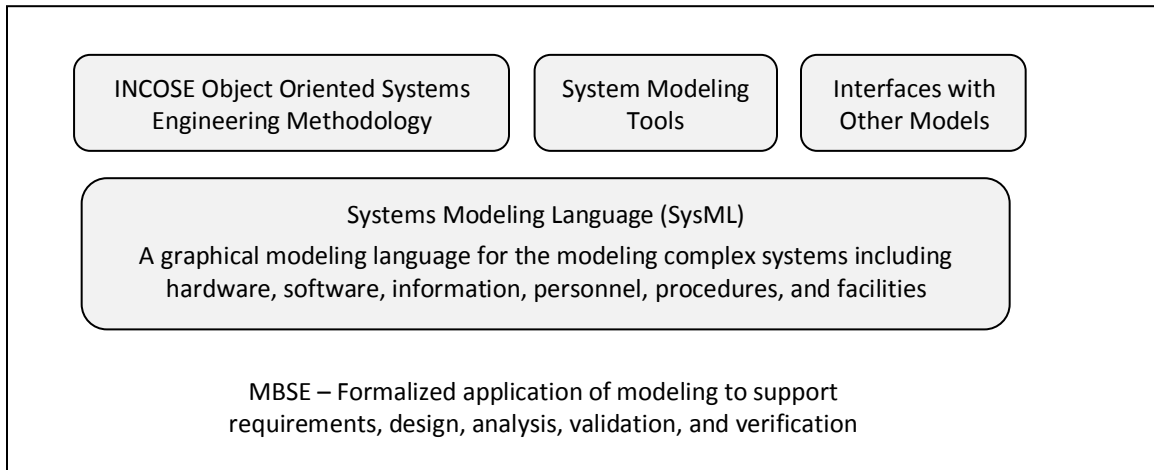 INCOSE Object Oriented Systems
Engineering Methodology
System Modeling
Tools
Interfaces with
Other Models
Systems Modeling Language (SysML)
A graphical modeling language for the modeling complex systems including
hardware, software, information, personnel, procedures, and facilities
MBSE – Formalized application of modeling to support
requirements, design, analysis, validation, and verification